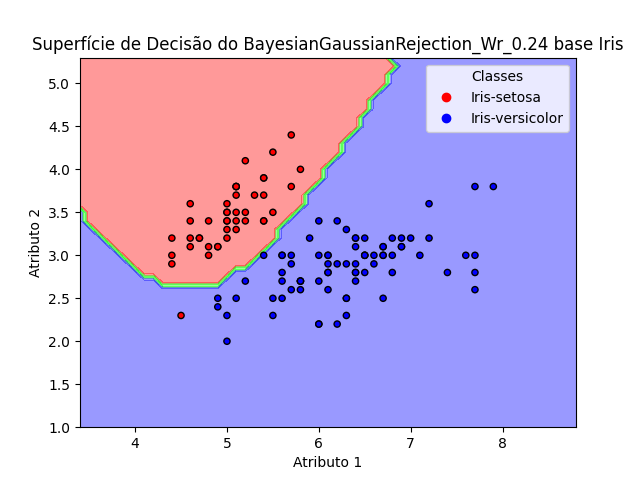 Superfície de Decisão do BayesianGaussianRejection_Wr_0.24 base Iris
Classes
Iris-setosa
Iris-versicolor
5.0
4.5
4.0
3.5
3.0
2.5
2.0
1.5
1.0
Atributo 2
4 5 6 7 8
Atributo 1